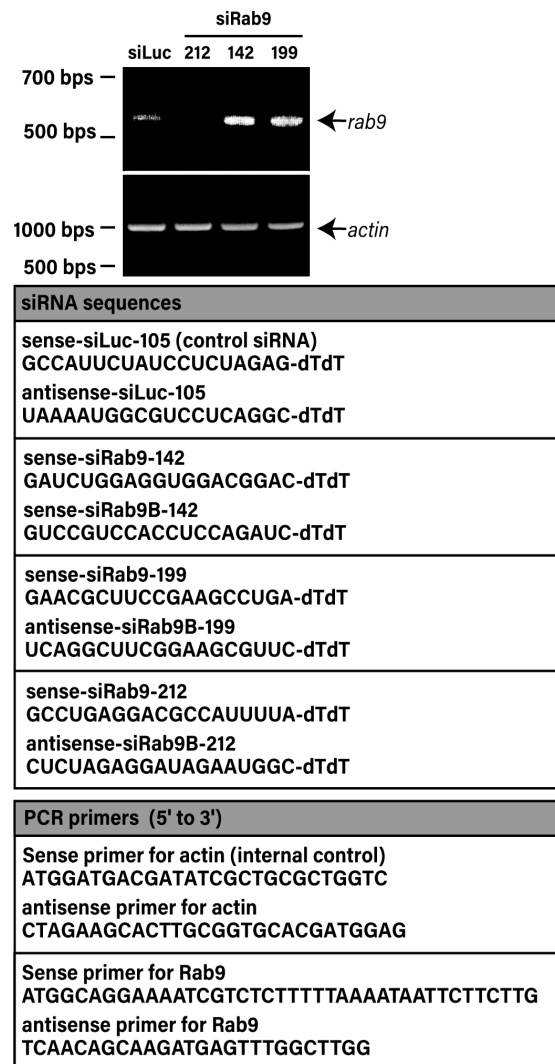 siRab9
siLuc 212 142 199
700 bps
500 bps
rab9
1000 bps
actin
500 bps
siRNA sequences
sense-siLuc-105 (control siRNA)
GCCAUUCUAUCCUCUAGAG-dTdT
antisense-siLuc-105
UAAAAUGGCGUCCUCAGGC-dTdT
sense-siRab9-142
GAUCUGGAGGUGGACGGAC-dTdT
sense-siRab9B-142
GUCCGUCCACCUCCAGAUC-dTdT
sense-siRab9-199
GAACGCUUCCGAAGCCUGA-dTdT
antisense-siRab9B-199
UCAGGCUUCGGAAGCGUUC-dTdT
sense-siRab9-212
GCCUGAGGACGCCAUUUUA-dTdT
antisense-siRab9B-212
CUCUAGAGGAUAGAAUGGC-dTdT
PCR primers (5' to 3')
Sense primer for actin (internal control)
ATGGATGACGATATCGCTGCGCTGGTC
antisense primer for actin
CTAGAAGCACTTGCGGTGCACGATGGAG
Sense primer for Rab9
ATGGCAGGAAAATCGTCTCTTTTTAAAATAATTCTTCTTG
antisense primer for Rab9
TCAACAGCAAGATGAGTTTGGCTTGG